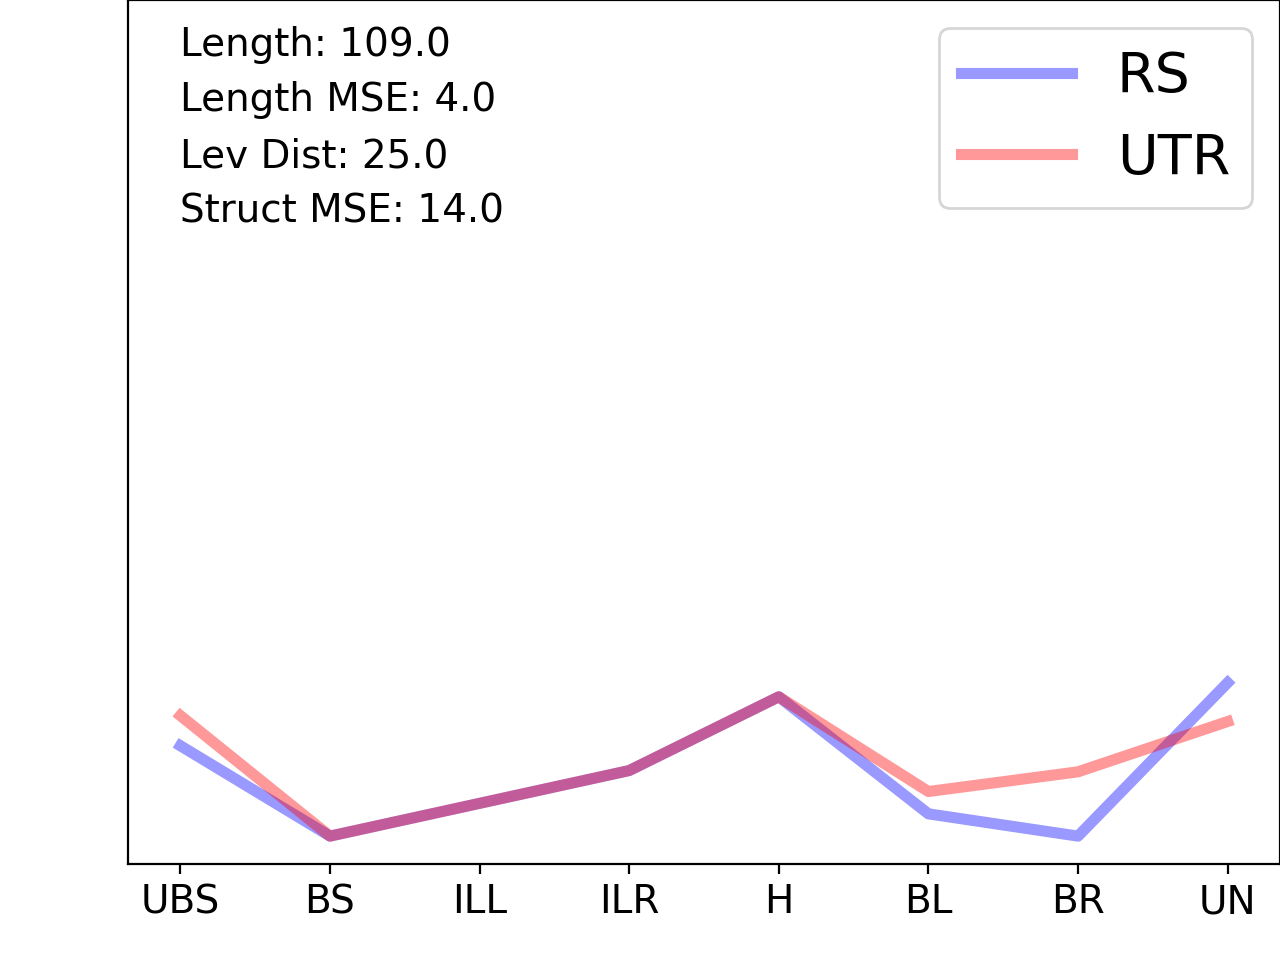 Length: 109.0
Length MSE: 4.0
Lev Dist: 25.0
Struct MSE: 14.0
RS
UTR
UBS BS ILL ILR H BL BR UN